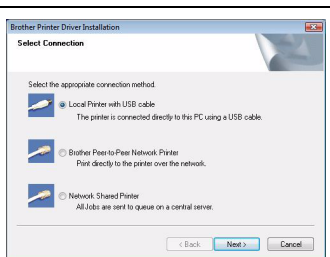 Brother Printer Driver Installation
Select Connection
Select the appropriate connection method.
Local Printer with USB cable
The printer is connected directly to this PC using a USB cable.
Brother Peer-to-Peer Network Printer
Print directly to the printer over the network.
Network Shared Printer
All Jobs are sent to queue on a central server.
< Back Next > Cancel